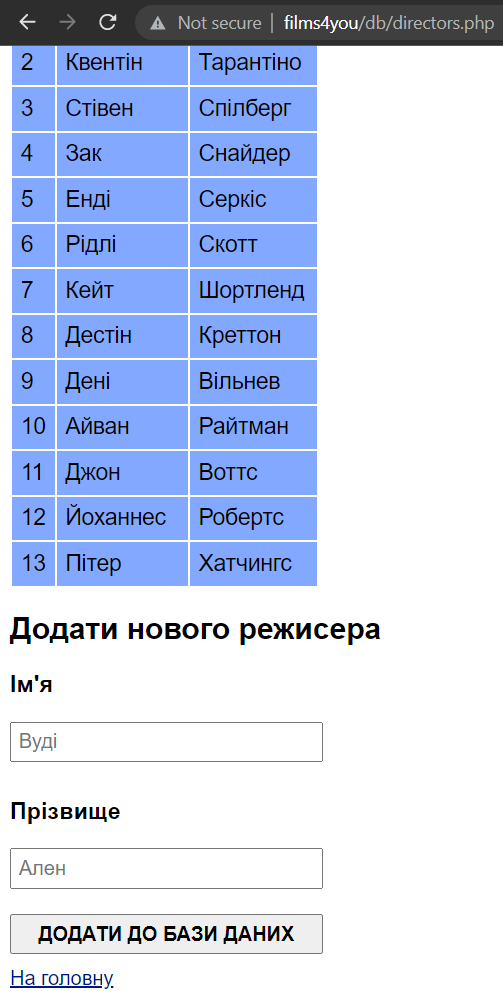 Not secure | films4you/db/directors.php
2 Квентін Тарантіно
3 Стівен Спілберг
4 Зак Снайдер
5 Енді Серкіс
6 Рідлі Скотт
7 Кейт Шортленд
8 Дестін Креттон
9 Дені Вільнев
10 Айван Райтман
11 Джон Воттс
12 Йоханнес Робертс
13 Пітер Хатчингс
Додати нового режисера
Ім'я
Вуді
Прізвище
Ален
ДОДАТИ ДО БАЗИ ДАНИХ
На головну